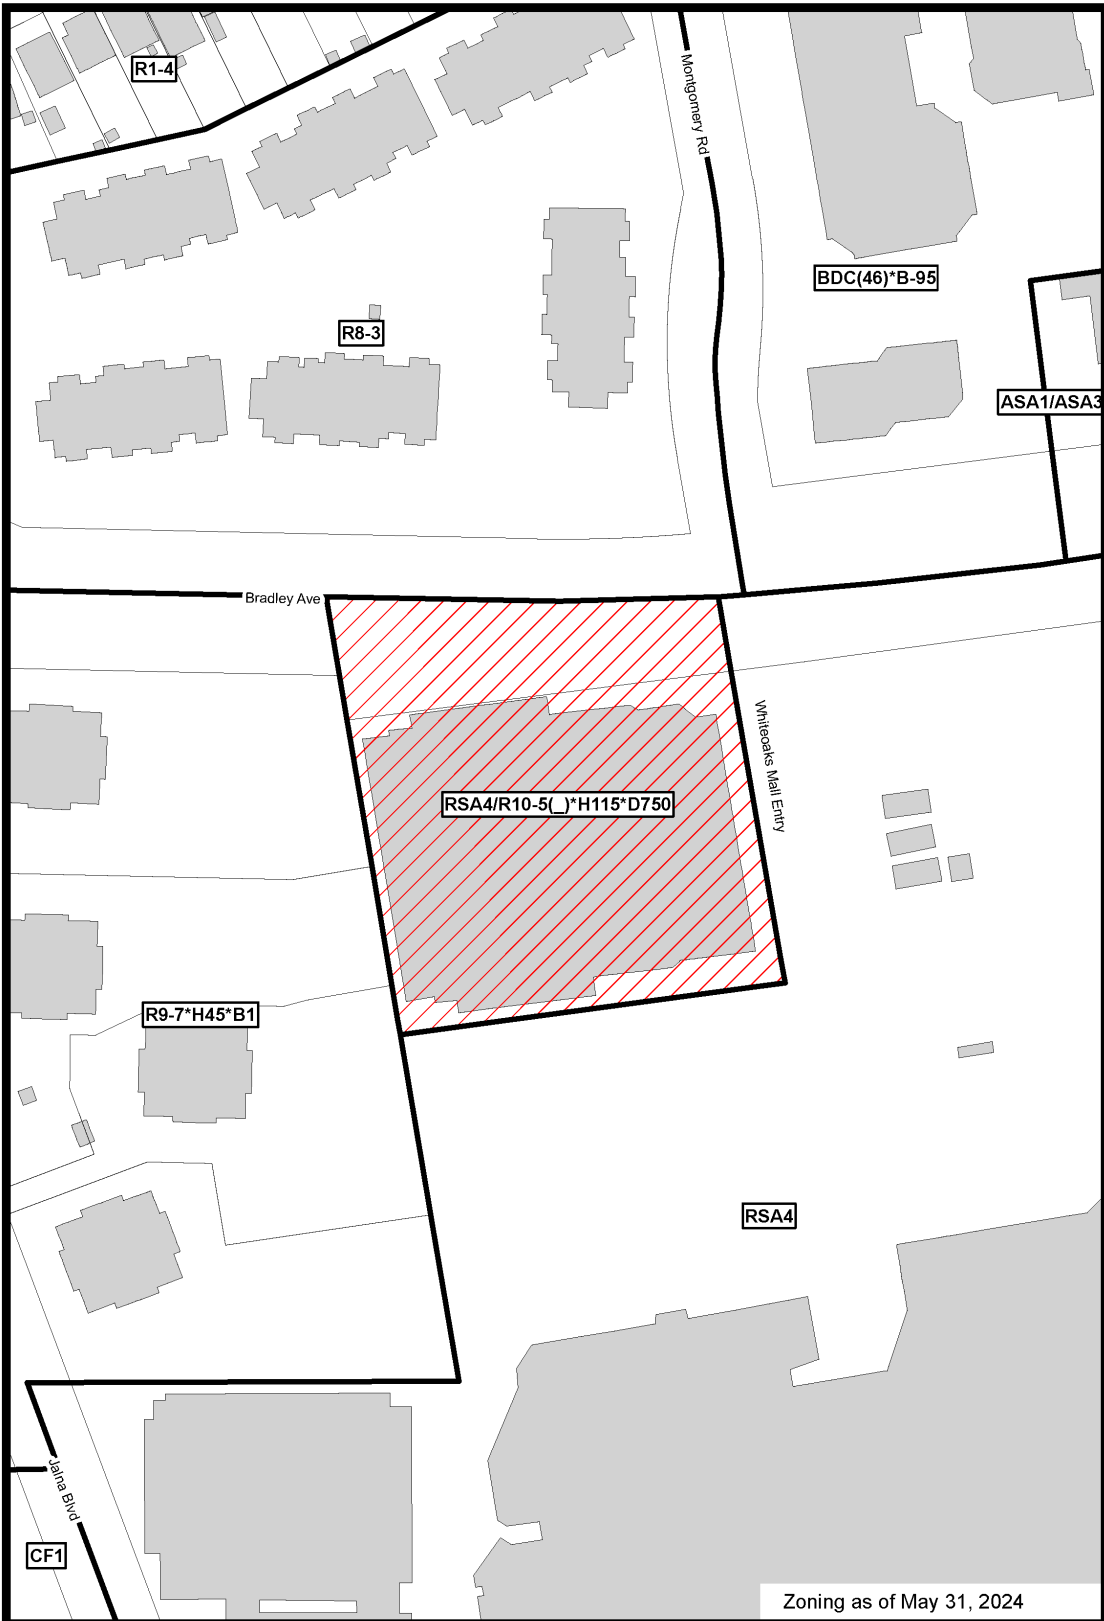 R1-4
Montgomery Rd
BDC(46)*B-95
R8-3
ASA1/ASA3
Bradley Ave
Whiteoaks Mall Entry
RSA4/R10-5(_)*H115*D750
R9-7*H45*B1
RSA4
Jalna Blvd
CF1
Zoning as of May 31, 2024